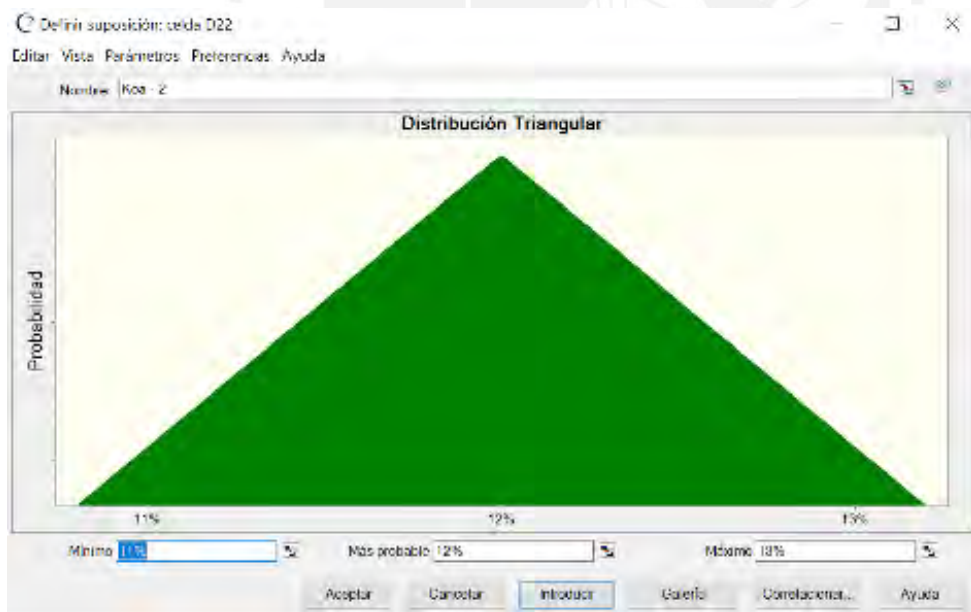 Definir suposición: celda D22
Editar Vista Parámetros Preferencias Ayuda
Nombre Koa - 2
Distribución Triangular
Probabilidad
11% 12% 13%
Mínimo 11% Más probable 12% Máximo 13%
Aceptar Cancelar Introducir Galería Correlacionar... Ayuda